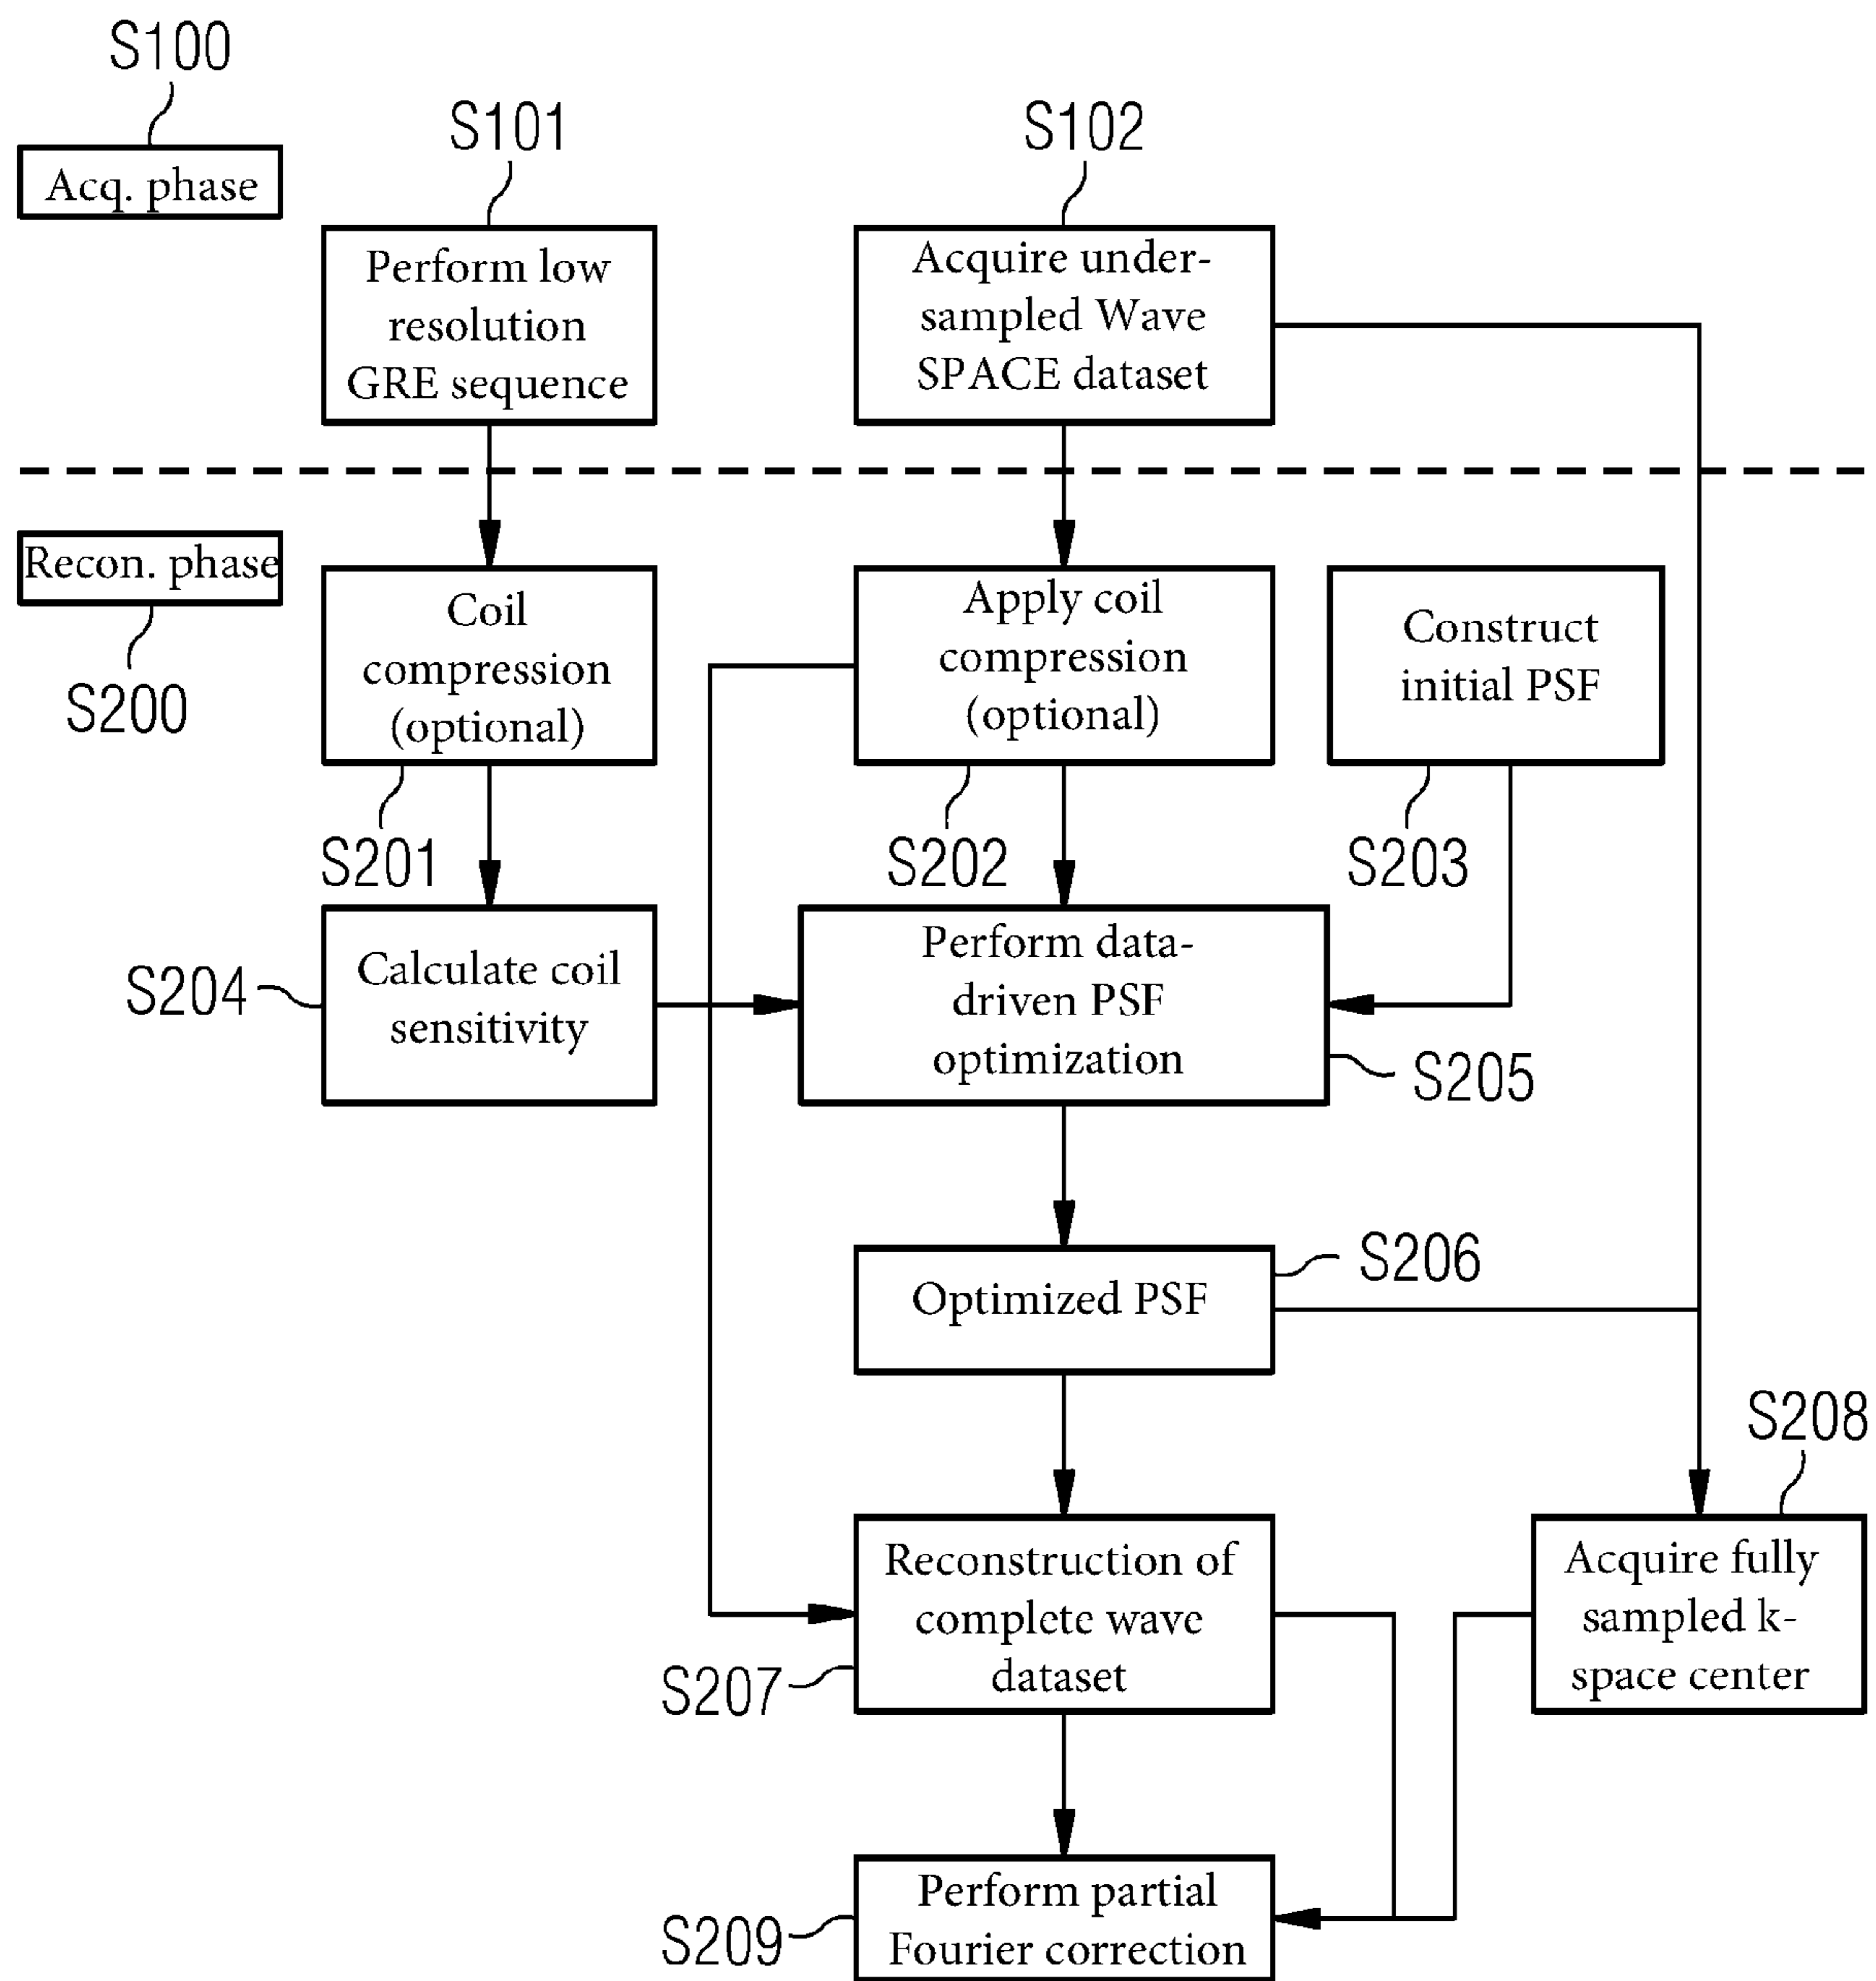 S100
Acq. phase
S101
Perform low
resolution
GRE sequence
S102
Acquire under-
sampled Wave
SPACE dataset
Recon. phase
S200
Coil
compression
(optional)
S201
Apply coil
compression
(optional)
S202
Construct
initial PSF
S203
S204
Calculate coil
sensitivity
Perform data-
driven PSF
optimization
S205
Optimized PSF
S206
Reconstruction of
complete wave
dataset
S207
S208
Acquire fully
sampled k-
space center
Perform partial
Fourier correction
S209